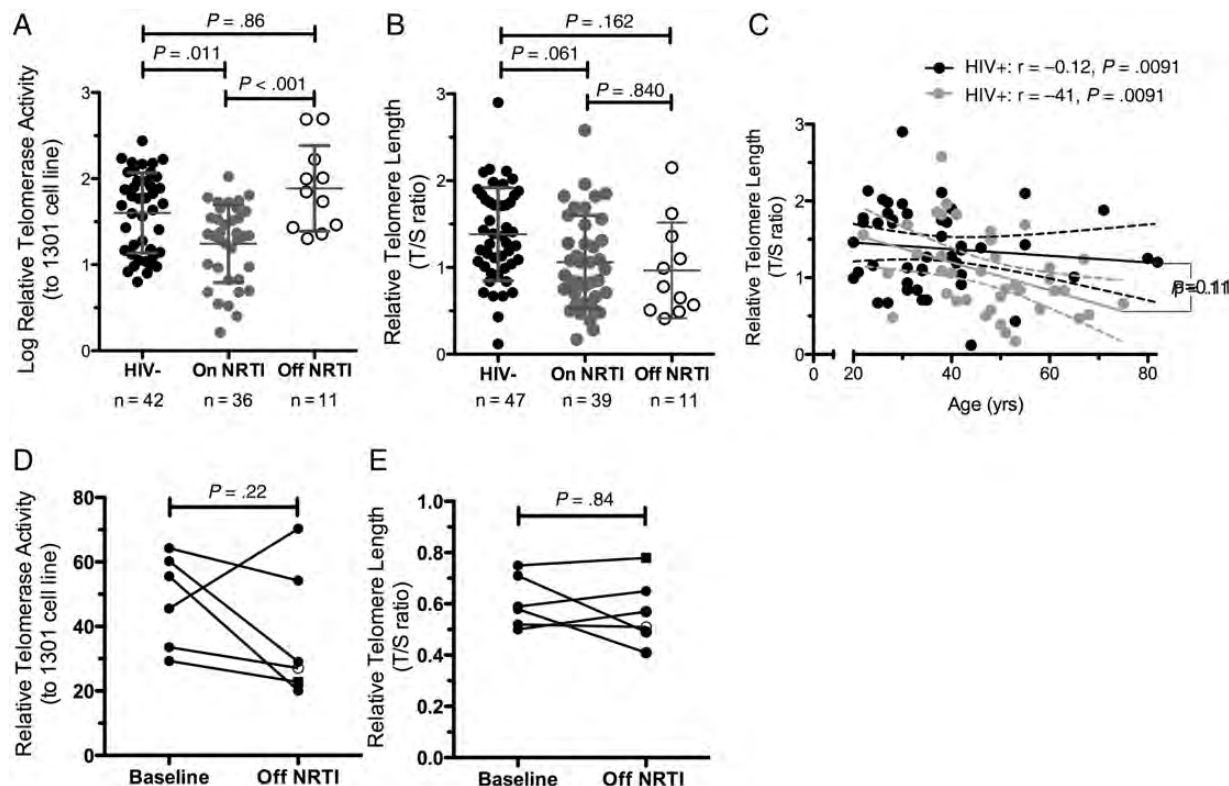 A
P = .86
P = .011
P < .001
Log Relative Telomerase Activity
(to 1301 cell line)
3
2
1
0
HIV-
On NRTI
Off NRTI
n = 42
n = 36
n = 11
B
P = .162
P = .061
P = .840
Relative Telomere Length
(T/S ratio)
3
2
1
0
HIV-
On NRTI
Off NRTI
n = 47
n = 39
n = 11
C
HIV+: r = –0.12, P = .0091
HIV+: r = –41, P = .0091
Relative Telomere Length
(T/S ratio)
3
2
1
0
0
20
40
60
80
Age (yrs)
D
P = .22
Relative Telomerase Activity
(to 1301 cell line)
80
60
40
20
0
Baseline
Off NRTI
E
P = .84
Relative Telomere Length
(T/S ratio)
1.0
0.8
0.6
0.4
0.2
0.0
Baseline
Off NRTI